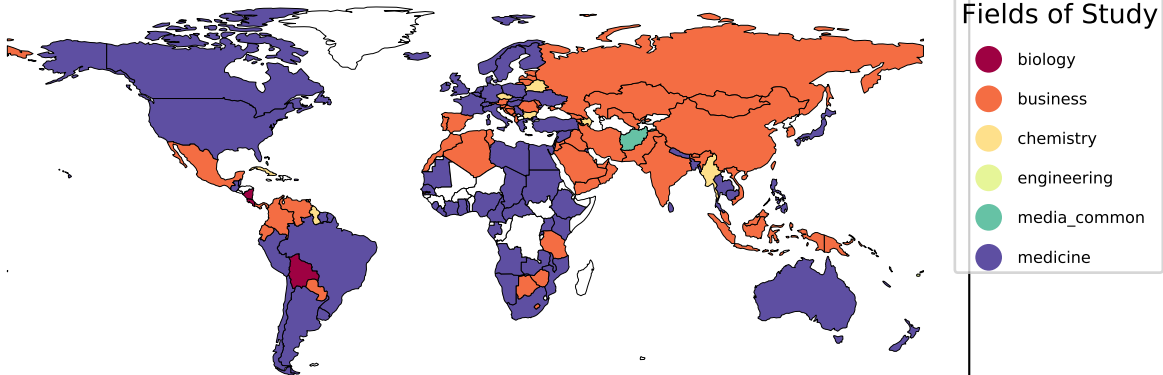 Fields of Study
biology
business
chemistry
engineering
media_common
medicine